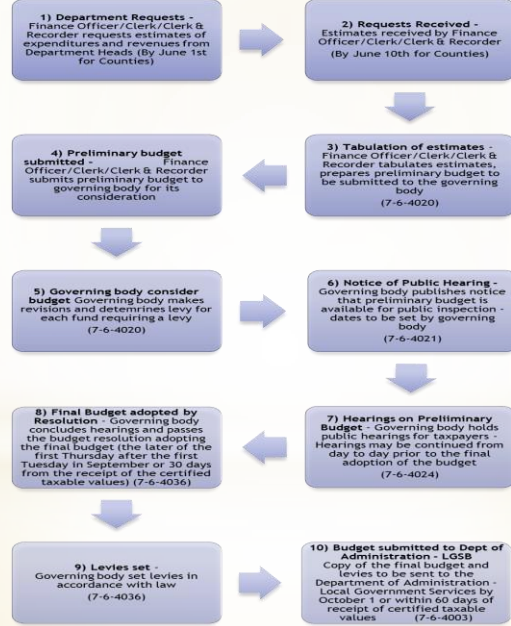 1) Department Requests -
Finance Officer/Clerk/Clerk &
Recorder requests estimates of
expenditures and revenues from
Department Heads (By June 1st
for Counties)
2) Requests Received -
Estimates received by Finance
Officer/Clerk/Clerk & Recorder
(By June 10th for Counties)
3) Tabulation of estimates -
Finance Officer/Clerk/Clerk &
Recorder tabulates estimates,
prepares preliminary budget to
be submitted to the governing
body
(7-6-4020)
4) Preliminary budget
submitted - Finance
Officer/Clerk/Clerk & Recorder
submits preliminary budget to
governing body for its
consideration
5) Governing body consider
budget Governing body makes
revisions and detemrines levy for
each fund requiring a levy
(7-6-4020)
6) Notice of Public Hearing -
Governing body publishes notice
that preliminary budget is
available for public inspection -
dates to be set by governing
body
(7-6-4021)
7) Hearings on Preliiminary
Budget - Governing body holds
public hearings for taxpayers -
Hearings may be continued from
day to day prior to the final
adoption of the budget
(7-6-4024)
8) Final Budget adopted by
Resolution - Governing body
concludes hearings and passes
the budget resolution adopting
the final budget (the later of the
first Thursday after the first
Tuesday in September or 30 days
from the receipt of the certified
taxable values) (7-6-4036)
9) Levies set -
Governing body set levies in
accordance with law
(7-6-4036)
10) Budget submitted to Dept of
Administration - LGSB
Copy of the final budget and
levies to be sent to the
Department of Administration -
Local Government Services by
October 1 or within 60 days of
receipt of certified taxable
values (7-6-4003)